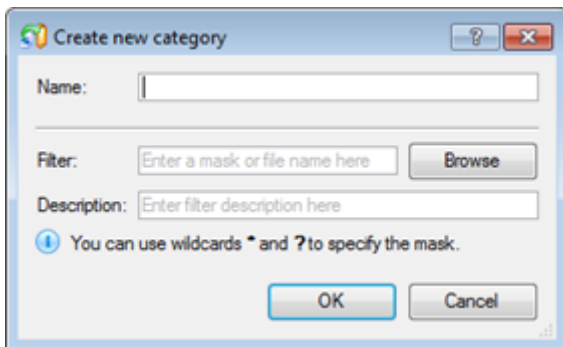 Create new category
Name:
Filter: Enter a mask or file name here Browse
Description: Enter filter description here
You can use wildcards * and ? to specify the mask.
OK Cancel